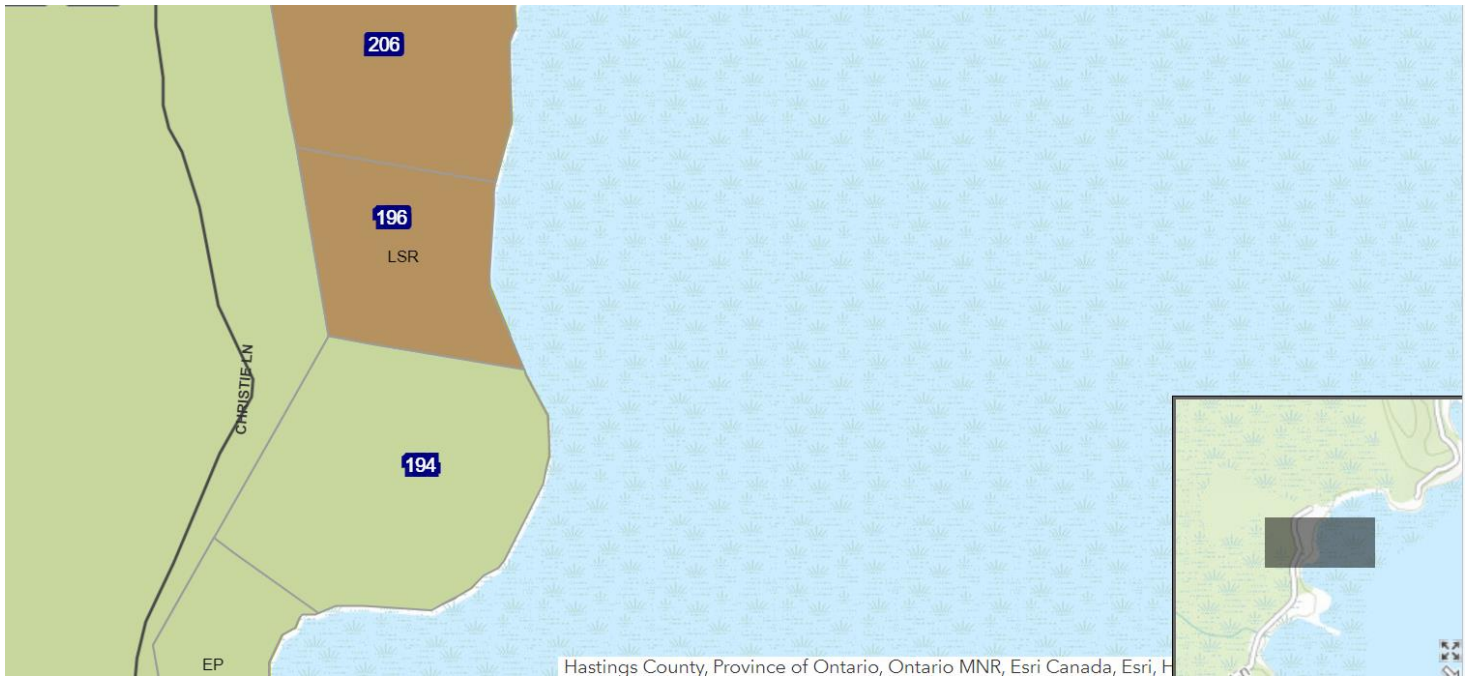 206
196
LSR
CHRISTIE LN
194
EP
Hastings County, Province of Ontario, Ontario MNR, Esri Canada, Esri, H